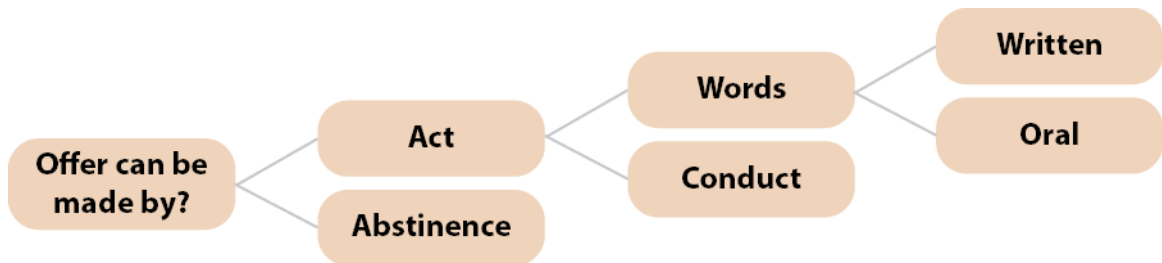 Offer can be
made by?
Act
Abstinence
Words
Conduct
Written
Oral